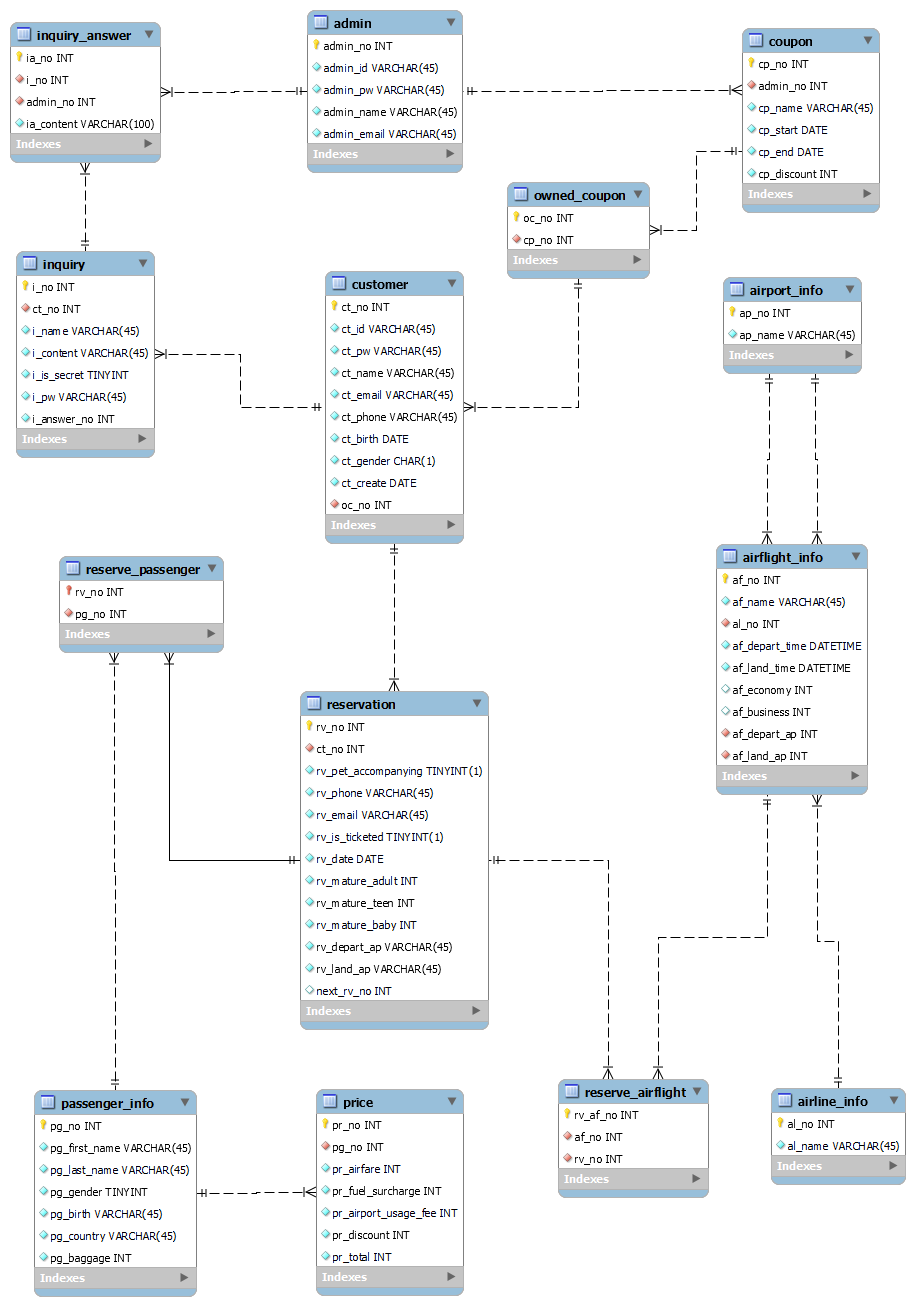 inquiry_answer
ia_no INT
i_no INT
admin_no INT
ia_content VARCHAR(100)
Indexes
admin
admin_no INT
admin_id VARCHAR(45)
admin_pw VARCHAR(45)
admin_name VARCHAR(45)
admin_email VARCHAR(45)
Indexes
coupon
cp_no INT
admin_no INT
cp_name VARCHAR(45)
cp_start DATE
cp_end DATE
cp_discount INT
Indexes
owned_coupon
oc_no INT
cp_no INT
Indexes
inquiry
i_no INT
ct_no INT
i_name VARCHAR(45)
i_content VARCHAR(45)
i_is_secret TINYINT
i_pw VARCHAR(45)
i_answer_no INT
Indexes
customer
ct_no INT
ct_id VARCHAR(45)
ct_pw VARCHAR(45)
ct_name VARCHAR(45)
ct_email VARCHAR(45)
ct_phone VARCHAR(45)
ct_birth DATE
ct_gender CHAR(1)
ct_create DATE
oc_no INT
Indexes
airport_info
ap_no INT
ap_name VARCHAR(45)
Indexes
reserve_passenger
rv_no INT
pg_no INT
Indexes
airflight_info
af_no INT
af_name VARCHAR(45)
al_no INT
af_depart_time DATETIME
af_land_time DATETIME
af_economy INT
af_business INT
af_depart_ap INT
af_land_ap INT
Indexes
reservation
rv_no INT
ct_no INT
rv_pet_accompanying TINYINT(1)
rv_phone VARCHAR(45)
rv_email VARCHAR(45)
rv_is_ticketed TINYINT(1)
rv_date DATE
rv_mature_adult INT
rv_mature_teen INT
rv_mature_baby INT
rv_depart_ap VARCHAR(45)
rv_land_ap VARCHAR(45)
next_rv_no INT
Indexes
passenger_info
pg_no INT
pg_first_name VARCHAR(45)
pg_last_name VARCHAR(45)
pg_gender TINYINT
pg_birth VARCHAR(45)
pg_country VARCHAR(45)
pg_baggage INT
Indexes
price
pr_no INT
pg_no INT
pr_airfare INT
pr_fuel_surcharge INT
pr_airport_usage_fee INT
pr_discount INT
pr_total INT
Indexes
reserve_airflight
rv_af_no INT
af_no INT
rv_no INT
Indexes
airline_info
al_no INT
al_name VARCHAR(45)
Indexes